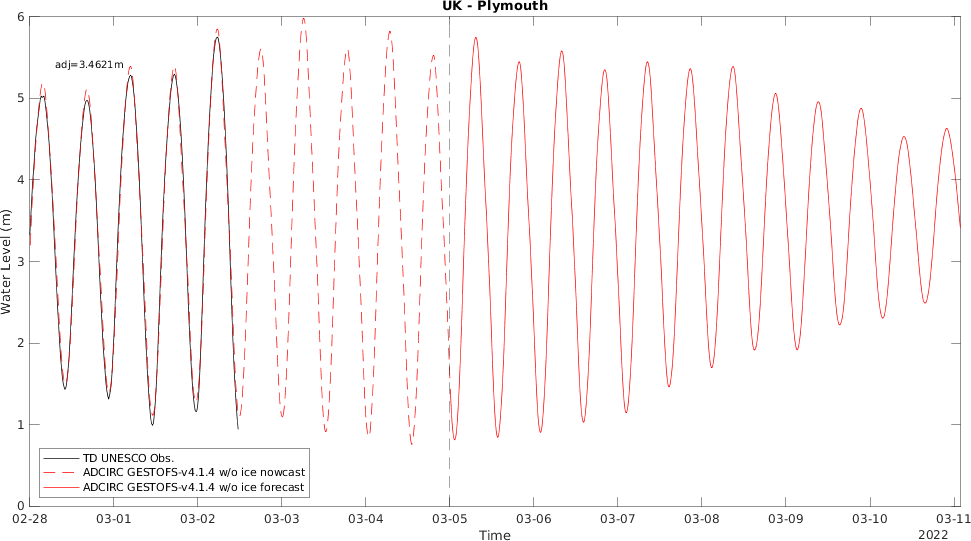 UK - Plymouth
adj=3.4621m
6
5
4
3
2
1
0
Water Level (m)
TD UNESCO Obs.
ADCIRC GESTOFS-v4.1.4 w/o ice nowcast
ADCIRC GESTOFS-v4.1.4 w/o ice forecast
02-28 03-01 03-02 03-03 03-04 03-05 03-06 03-07 03-08 03-09 03-10 03-11
Time
2022